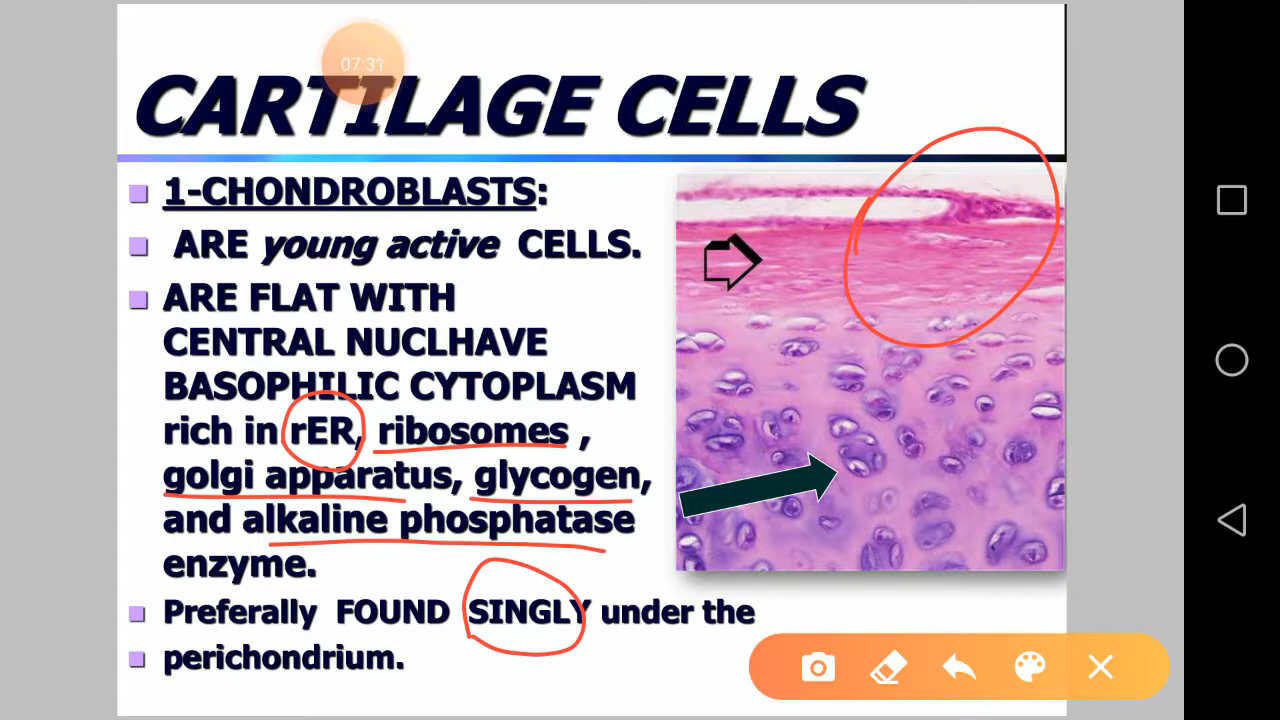 07:31
CARTILAGE CELLS
1-CHONDROBLASTS:
ARE young active CELLS.
ARE FLAT WITH
CENTRAL NUCLHAVE
BASOPHILIC CYTOPLASM
rich in rER, ribosomes ,
golgi apparatus, glycogen,
and alkaline phosphatase
enzyme.
Preferally FOUND SINGLY under the
perichondrium.